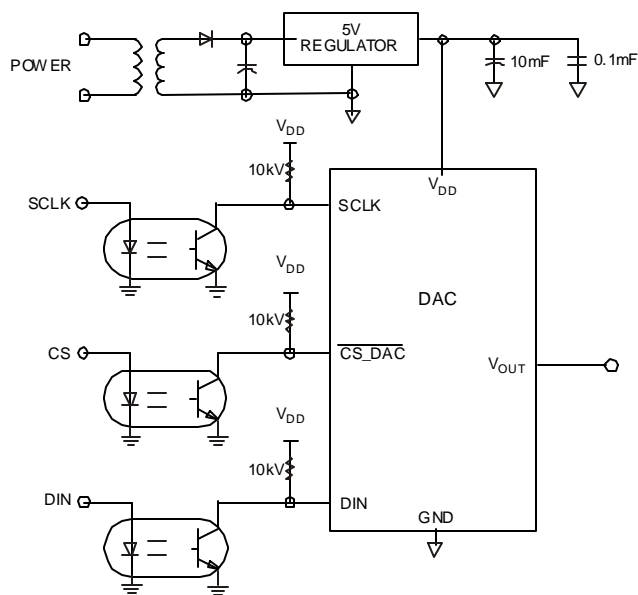 5V
REGULATOR
POWER
10mF
0.1mF
VDD
10kV
VDD
SCLK
SCLK
VDD
DAC
10kV
CS
CS_DAC
VOUT
VDD
10kV
DIN
DIN
GND